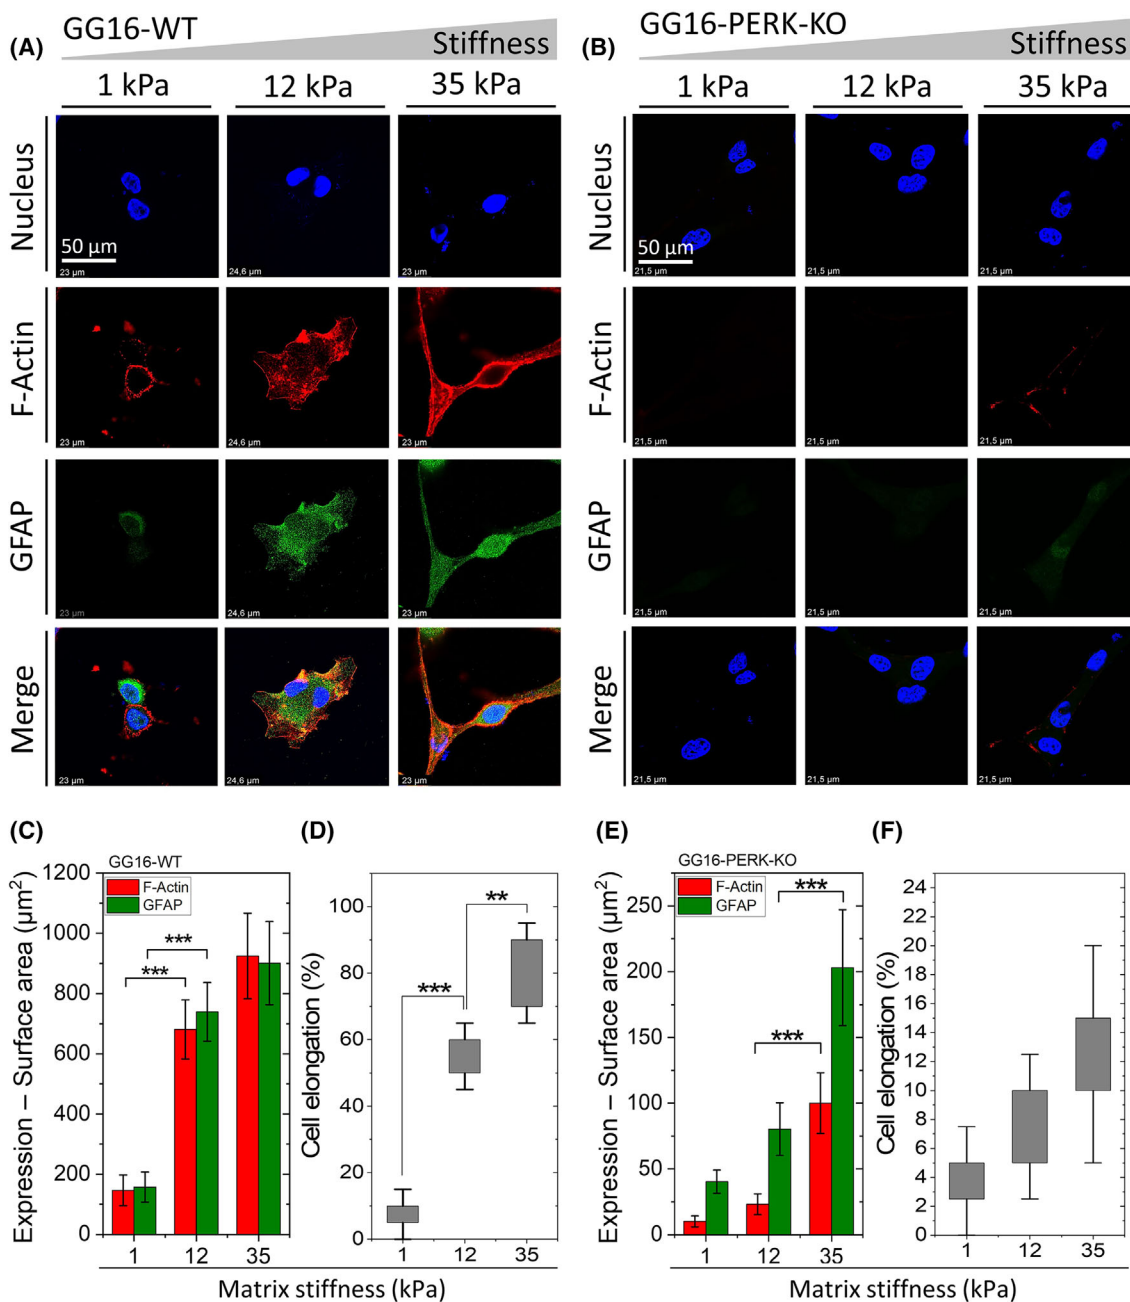 (A) GG16-WT
Stiffness
1 kPa 12 kPa 35 kPa
Nucleus
50 µm
23 µm 24,6 µm 23 µm
F-Actin
23 µm 24,6 µm 23 µm
GFAP
23 µm 24,6 µm 23 µm
Merge
23 µm 24,6 µm 23 µm
(B) GG16-PERK-KO
Stiffness
1 kPa 12 kPa 35 kPa
Nucleus
50 µm
21,5 µm 21,5 µm 21,5 µm
F-Actin
21,5 µm 21,5 µm 21,5 µm
GFAP
21,5 µm 21,5 µm 21,5 µm
Merge
21,5 µm 21,5 µm 21,5 µm
(C)
GG16-WT
F-Actin
GFAP
Expression – Surface area (µm²)
1200
1000
800
600
400
200
0
*** ***
1 12 35
(D)
Cell elongation (%)
100
80
60
40
20
0
*** **
1 12 35
Matrix stiffness (kPa)
(E)
GG16-PERK-KO
F-Actin
GFAP
Expression – Surface area (µm²)
250
200
150
100
50
0
***
***
1 12 35
(F)
Cell elongation (%)
24
22
20
18
16
14
12
10
8
6
4
2
0
1 12 35
Matrix stiffness (kPa)